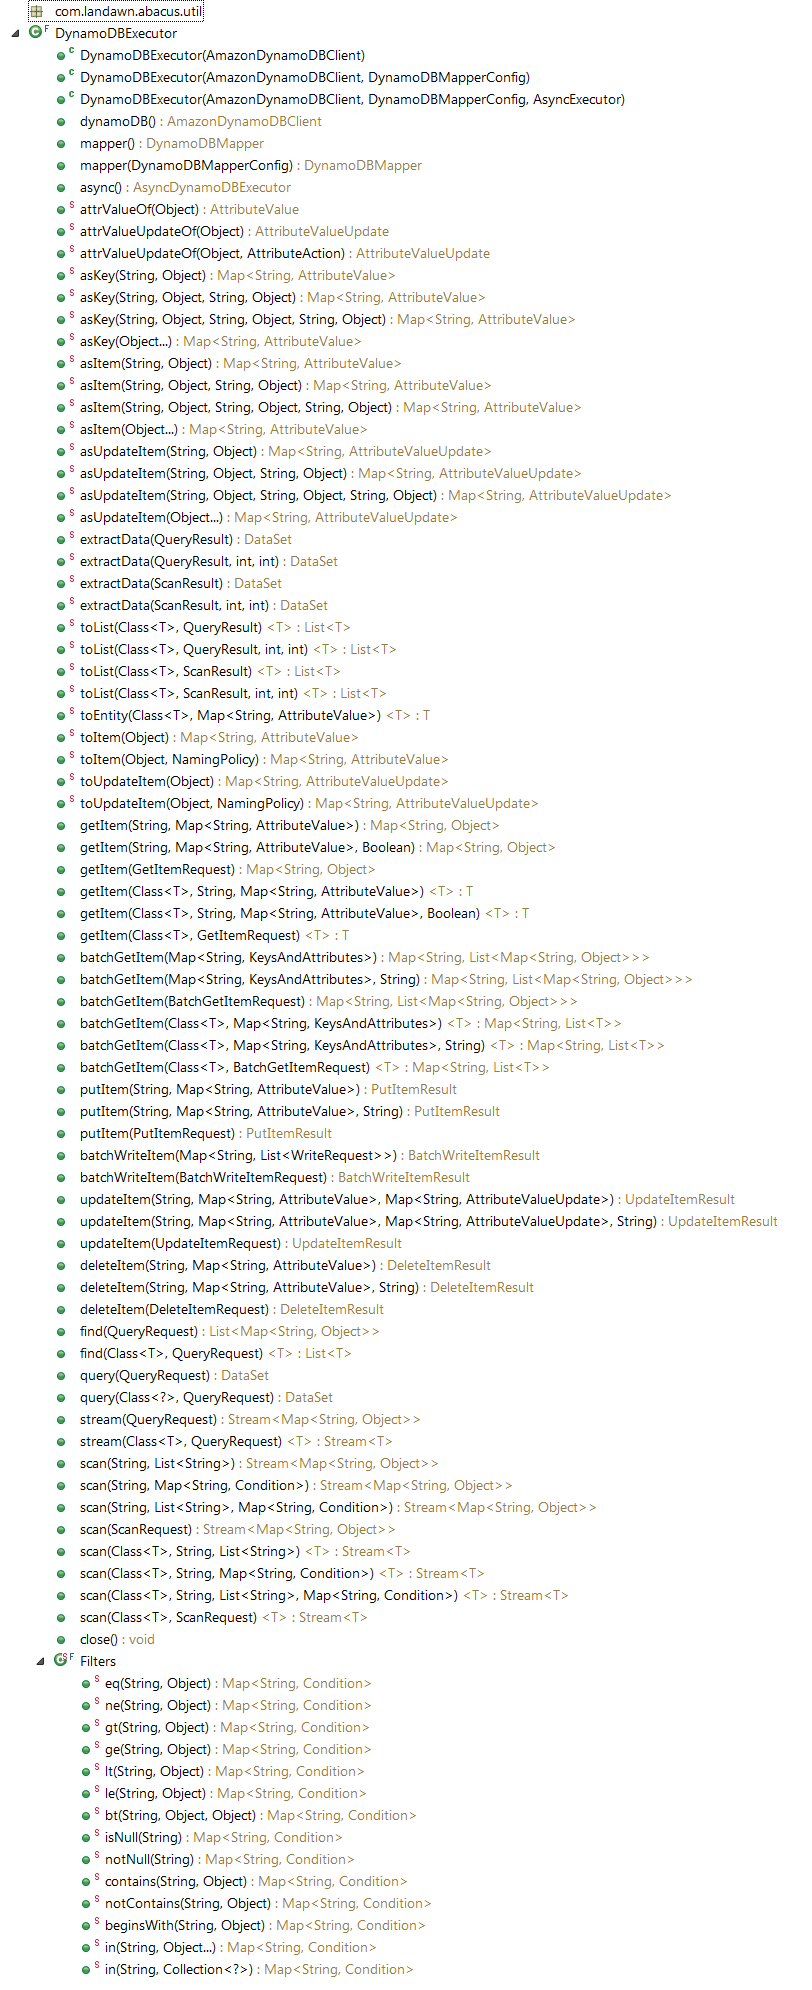 com.landawn.abacus.util
DynamoDBExecutor
DynamoDBExecutor(AmazonDynamoDBClient)
DynamoDBExecutor(AmazonDynamoDBClient, DynamoDBMapperConfig)
DynamoDBExecutor(AmazonDynamoDBClient, DynamoDBMapperConfig, AsyncExecutor)
dynamoDB() : AmazonDynamoDBClient
mapper() : DynamoDBMapper
mapper(DynamoDBMapperConfig) : DynamoDBMapper
async() : AsyncDynamoDBExecutor
attrValueOf(Object) : AttributeValue
attrValueUpdateOf(Object) : AttributeValueUpdate
attrValueUpdateOf(Object, AttributeAction) : AttributeValueUpdate
asKey(String, Object) : Map<String, AttributeValue>
asKey(String, Object, String, Object) : Map<String, AttributeValue>
asKey(String, Object, String, Object, String, Object) : Map<String, AttributeValue>
asKey(Object...) : Map<String, AttributeValue>
asItem(String, Object) : Map<String, AttributeValue>
asItem(String, Object, String, Object) : Map<String, AttributeValue>
asItem(String, Object, String, Object, String, Object) : Map<String, AttributeValue>
asItem(Object...) : Map<String, AttributeValue>
asUpdateItem(String, Object) : Map<String, AttributeValueUpdate>
asUpdateItem(String, Object, String, Object) : Map<String, AttributeValueUpdate>
asUpdateItem(String, Object, String, Object, String, Object) : Map<String, AttributeValueUpdate>
asUpdateItem(Object...) : Map<String, AttributeValueUpdate>
extractData(QueryResult) : DataSet
extractData(QueryResult, int, int) : DataSet
extractData(ScanResult) : DataSet
extractData(ScanResult, int, int) : DataSet
toList(Class<T>, QueryResult) <T> : List<T>
toList(Class<T>, QueryResult, int, int) <T> : List<T>
toList(Class<T>, ScanResult) <T> : List<T>
toList(Class<T>, ScanResult, int, int) <T> : List<T>
toEntity(Class<T>, Map<String, AttributeValue>) <T> : T
toItem(Object) : Map<String, AttributeValue>
toItem(Object, NamingPolicy) : Map<String, AttributeValue>
toUpdateItem(Object) : Map<String, AttributeValueUpdate>
toUpdateItem(Object, NamingPolicy) : Map<String, AttributeValueUpdate>
getItem(String, Map<String, AttributeValue>) : Map<String, Object>
getItem(String, Map<String, AttributeValue>, Boolean) : Map<String, Object>
getItem(GetItemRequest) : Map<String, Object>
getItem(Class<T>, String, Map<String, AttributeValue>) <T> : T
getItem(Class<T>, String, Map<String, AttributeValue>, Boolean) <T> : T
getItem(Class<T>, GetItemRequest) <T> : T
batchGetItem(Map<String, KeysAndAttributes>) : Map<String, List<Map<String, Object>>>
batchGetItem(Map<String, KeysAndAttributes>, String) : Map<String, List<Map<String, Object>>>
batchGetItem(BatchGetItemRequest) : Map<String, List<Map<String, Object>>>
batchGetItem(Class<T>, Map<String, KeysAndAttributes>) <T> : Map<String, List<T>>
batchGetItem(Class<T>, Map<String, KeysAndAttributes>, String) <T> : Map<String, List<T>>
batchGetItem(Class<T>, BatchGetItemRequest) <T> : Map<String, List<T>>
putItem(String, Map<String, AttributeValue>) : PutItemResult
putItem(String, Map<String, AttributeValue>, String) : PutItemResult
putItem(PutItemRequest) : PutItemResult
batchWriteItem(Map<String, List<WriteRequest>>) : BatchWriteItemResult
batchWriteItem(BatchWriteItemRequest) : BatchWriteItemResult
updateItem(String, Map<String, AttributeValue>, Map<String, AttributeValueUpdate>) : UpdateItemResult
updateItem(String, Map<String, AttributeValue>, Map<String, AttributeValueUpdate>, String) : UpdateItemResult
updateItem(UpdateItemRequest) : UpdateItemResult
deleteItem(String, Map<String, AttributeValue>) : DeleteItemResult
deleteItem(String, Map<String, AttributeValue>, String) : DeleteItemResult
deleteItem(DeleteItemRequest) : DeleteItemResult
find(QueryRequest) : List<Map<String, Object>>
find(Class<T>, QueryRequest) <T> : List<T>
query(QueryRequest) : DataSet
query(Class<?>, QueryRequest) : DataSet
stream(QueryRequest) : Stream<Map<String, Object>>
stream(Class<T>, QueryRequest) <T> : Stream<T>
scan(String, List<String>) : Stream<Map<String, Object>>
scan(String, Map<String, Condition>) : Stream<Map<String, Object>>
scan(String, List<String>, Map<String, Condition>) : Stream<Map<String, Object>>
scan(ScanRequest) : Stream<Map<String, Object>>
scan(Class<T>, String, List<String>) <T> : Stream<T>
scan(Class<T>, String, Map<String, Condition>) <T> : Stream<T>
scan(Class<T>, String, List<String>, Map<String, Condition>) <T> : Stream<T>
scan(Class<T>, ScanRequest) <T> : Stream<T>
close() : void
Filters
eq(String, Object) : Map<String, Condition>
ne(String, Object) : Map<String, Condition>
gt(String, Object) : Map<String, Condition>
ge(String, Object) : Map<String, Condition>
lt(String, Object) : Map<String, Condition>
le(String, Object) : Map<String, Condition>
bt(String, Object, Object) : Map<String, Condition>
isNull(String) : Map<String, Condition>
notNull(String) : Map<String, Condition>
contains(String, Object) : Map<String, Condition>
notContains(String, Object) : Map<String, Condition>
beginsWith(String, Object) : Map<String, Condition>
in(String, Object...) : Map<String, Condition>
in(String, Collection<?>) : Map<String, Condition>